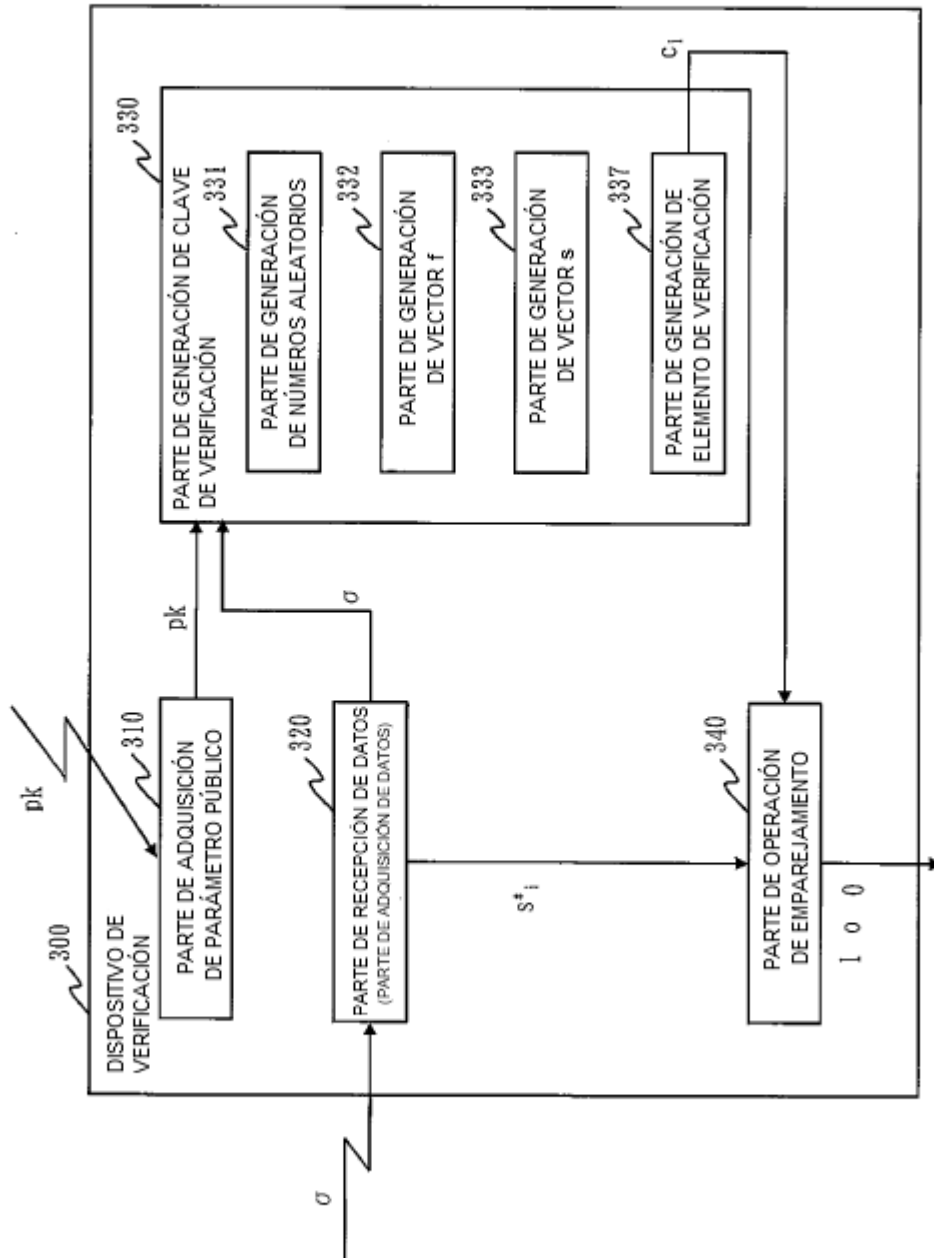 300
DISPOSITIVO DE
VERIFICACIÓN
pk
310
PARTE DE ADQUISICIÓN
DE PARÁMETRO PÚBLICO
pk
σ
320
PARTE DE RECEPCIÓN DE DATOS
(PARTE DE ADQUISICIÓN DE DATOS)
σ
s*i
340
PARTE DE OPERACIÓN
DE EMPAREJAMIENTO
1 o 0
330
PARTE DE GENERACIÓN DE CLAVE
DE VERIFICACIÓN
331
PARTE DE GENERACIÓN
DE NÚMEROS ALEATORIOS
332
PARTE DE GENERACIÓN
DE VECTOR f
333
PARTE DE GENERACIÓN
DE VECTOR s
337
PARTE DE GENERACIÓN DE
ELEMENTO DE VERIFICACIÓN
ci